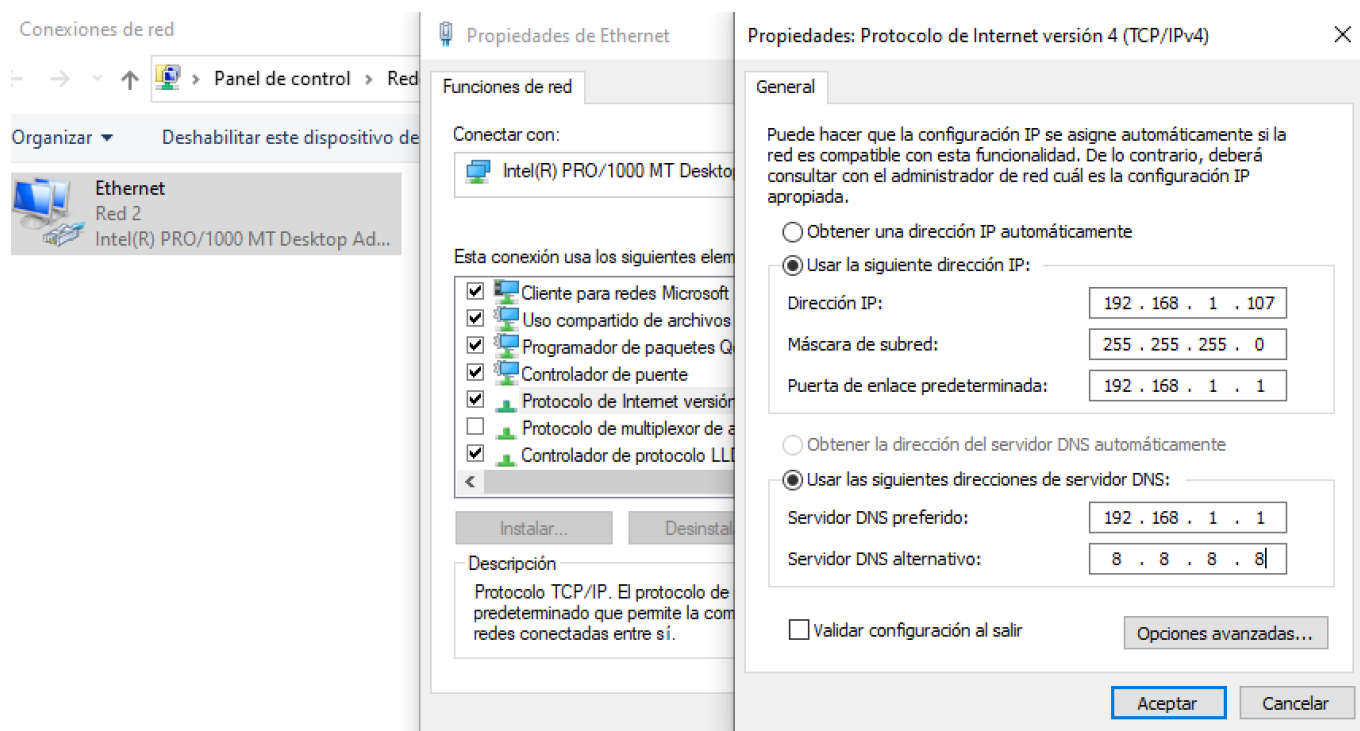 Conexiones de red
Panel de control
Red
Organizar
Deshabilitar este dispositivo de
Ethernet
Red 2
Intel(R) PRO/1000 MT Desktop Ad...
Propiedades de Ethernet
Funciones de red
Conectar con:
Intel(R) PRO/1000 MT
Esta conexión usa los siguientes
Cliente para redes Microsoft
Uso compartido de archivos
Programador de paquetes
Controlador de puente
Protocolo de Internet versión
Protocolo de multiplexor de
Controlador de protocolo
Instalar...
Descripción
Protocolo TCP/IP. El protocolo de
predeterminado que permite la
redes conectadas entre sí.
Propiedades: Protocolo de Internet versión 4 (TCP/IPv4)
General
Puede hacer que la configuración IP se asigne automáticamente si la
red es compatible con esta funcionalidad. De lo contrario, deberá
consultar con el administrador de red cuál es la configuración IP
apropiada.
Obtener una dirección IP automáticamente
Usar la siguiente dirección IP:
Dirección IP: 192 . 168 . 1 . 107
Máscara de subred: 255 . 255 . 255 . 0
Puerta de enlace predeterminada: 192 . 168 . 1 . 1
Obtener la dirección del servidor DNS automáticamente
Usar las siguientes direcciones de servidor DNS:
Servidor DNS preferido: 192 . 168 . 1 . 1
Servidor DNS alternativo: 8 . 8 . 8 . 8
Validar configuración al salir
Opciones avanzadas...
Aceptar
Cancelar